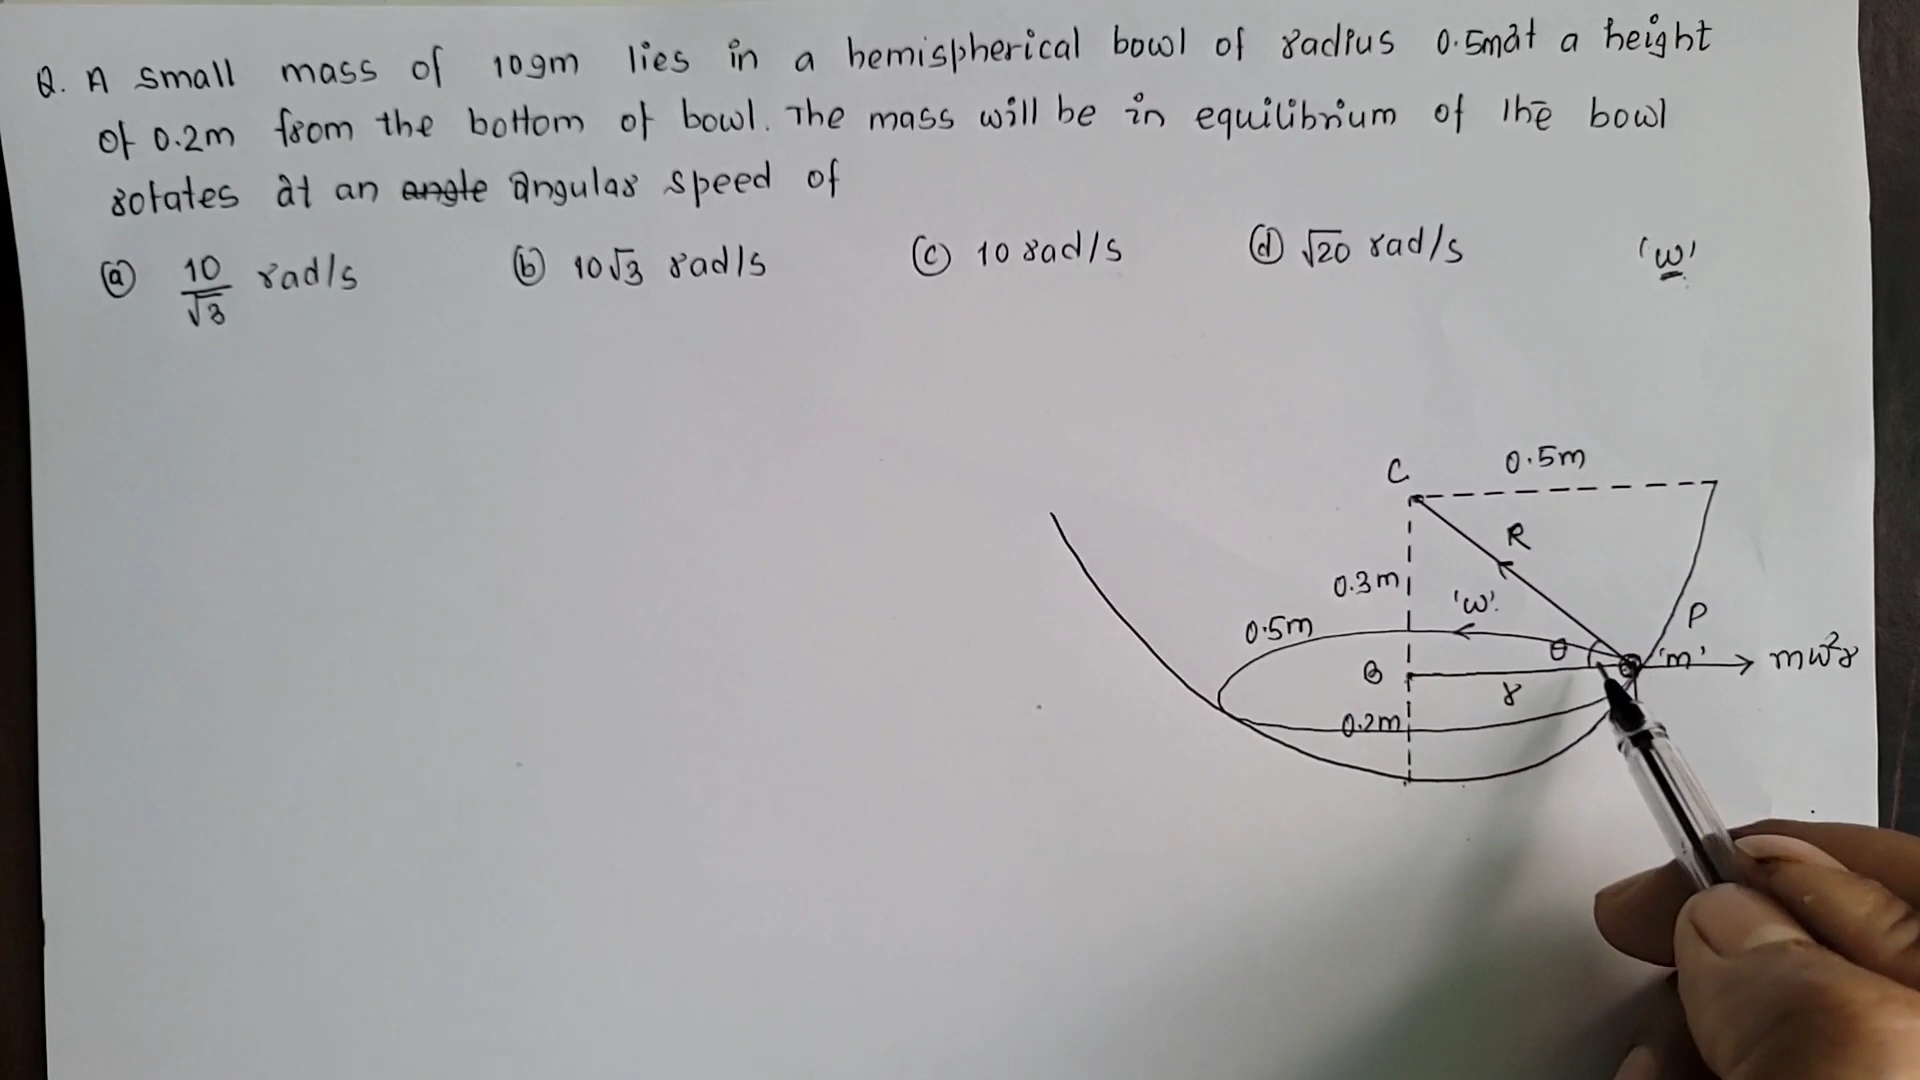 Q. A small mass of 10gm lies in a hemispherical bowl of radius 0.5m at a height
of 0.2m from the bottom of bowl. The mass will be in equilibrium of the bowl
rotates at an angle angular speed of
(a) 10/√3 rad/s (b) 10√3 rad/s (c) 10 rad/s (d) √20 rad/s 'ω'
C 0.5m
R
0.3m 'ω'.
0.5m θ P
B r 'm' mω²r
0.2m